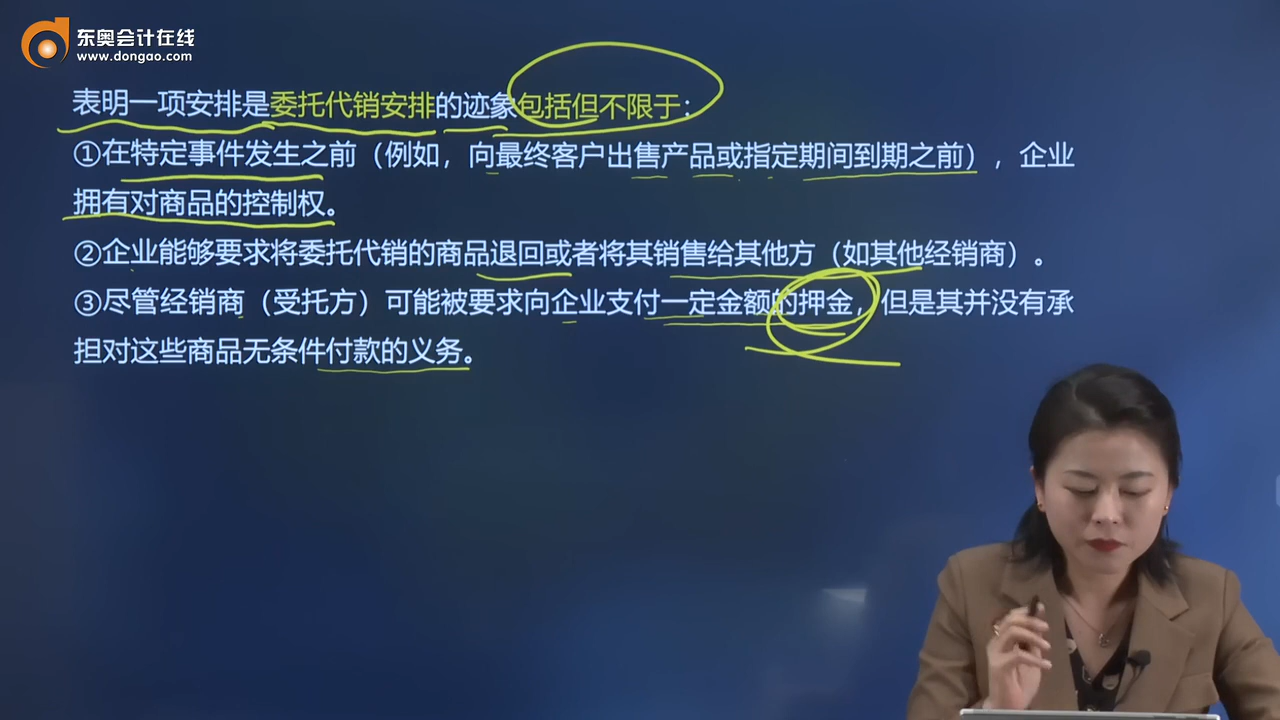 东奥会计在线
www.dongao.com
表明一项安排是委托代销安排的迹象包括但不限于：
①在特定事件发生之前（例如，向最终客户出售产品或指定期间到期之前），企业
拥有对商品的控制权。
②企业能够要求将委托代销的商品退回或者将其销售给其他方（如其他经销商）。
③尽管经销商（受托方）可能被要求向企业支付一定金额的押金，但是其并没有承
担对这些商品无条件付款的义务。